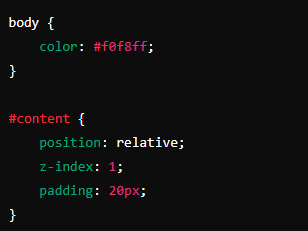 body {
    color: #f0f8ff;
}

#content {
    position: relative;
    z-index: 1;
    padding: 20px;
}